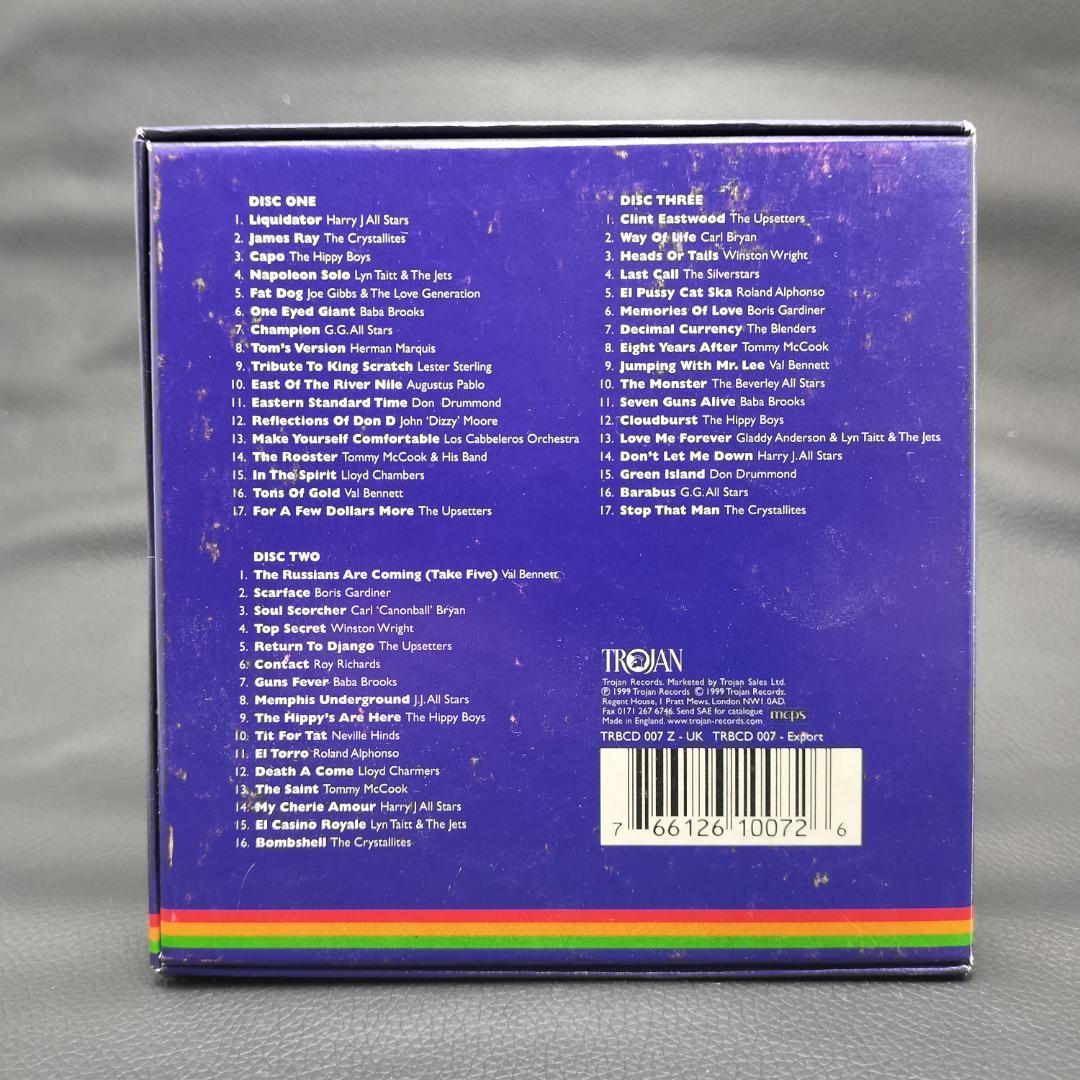 DISC ONE
1. Liquidator Harry J All Stars
2. James Ray The Crystallites
3. Capo The Hippy Boys
4. Napoleon Solo Lyn Taitt & The Jets
5. Fat Dog Joe Gibbs & The Love Generation
6. One Eyed Giant Baba Brooks
7. Champion G.G. All Stars
8. Tom's Version Herman Marquis
9. Tribute To King Scratch Lester Sterling
10. East Of The River Nile Augustus Pablo
11. Eastern Standard Time Don Drummond
12. Reflections Of Don D John 'Dizzy' Moore
13. Make Yourself Comfortable Los Cabbeleros Orchestra
14. The Rooster Tommy McCook & His Band
15. In The Spirit Lloyd Chambers
16. Tons Of Gold Val Bennett
17. For A Few Dollars More The Upsetters
DISC TWO
1. The Russians Are Coming (Take Five) Val Bennett
2. Scarface Boris Gardiner
3. Soul Scorcher Carl 'Canonball' Bryan
4. Top Secret Winston Wright
5. Return To Django The Upsetters
6. Contact Roy Richards
7. Guns Fever Baba Brooks
8. Memphis Underground J.J. All Stars
9. The Hippy's Are Here The Hippy Boys
10. Tit For Tat Neville Hinds
11. El Torro Roland Alphonso
12. Death A Come Lloyd Charmers
13. The Saint Tommy McCook
14. My Cherie Amour Harry J All Stars
15. El Casino Royale Lyn Taitt & The Jets
16. Bombshell The Crystallites
DISC THREE
1. Clint Eastwood The Upsetters
2. Way Of Life Carl Bryan
3. Heads Or Tails Winston Wright
4. Last Call The Silverstars
5. El Pussy Cat Ska Roland Alphonso
6. Memories Of Love Boris Gardiner
7. Decimal Currency The Blenders
8. Eight Years After Tommy McCook
9. Jumping With Mr. Lee Val Bennett
10. The Monster The Beverley All Stars
11. Seven Guns Alive Baba Brooks
12. Cloudburst The Hippy Boys
13. Love Me Forever Gladdy Anderson & Lyn Taitt & The Jets
14. Don't Let Me Down Harry J. All Stars
15. Green Island Don Drummond
16. Barabus G.G. All Stars
17. Stop That Man The Crystallites
TROJAN
Trojan Records. Marketed by Trojan Sales Ltd.
℗ 1999 Trojan Records © 1999 Trojan Records.
Regent House, 1 Pratt Mews, London NW1 0AD.
Fax 0171 267 6746. Send SAE for catalogue
Made in England. www.trojan-records.com mcps
TRBCD 007 Z - UK TRBCD 007 - Export
7 66126 10072 6